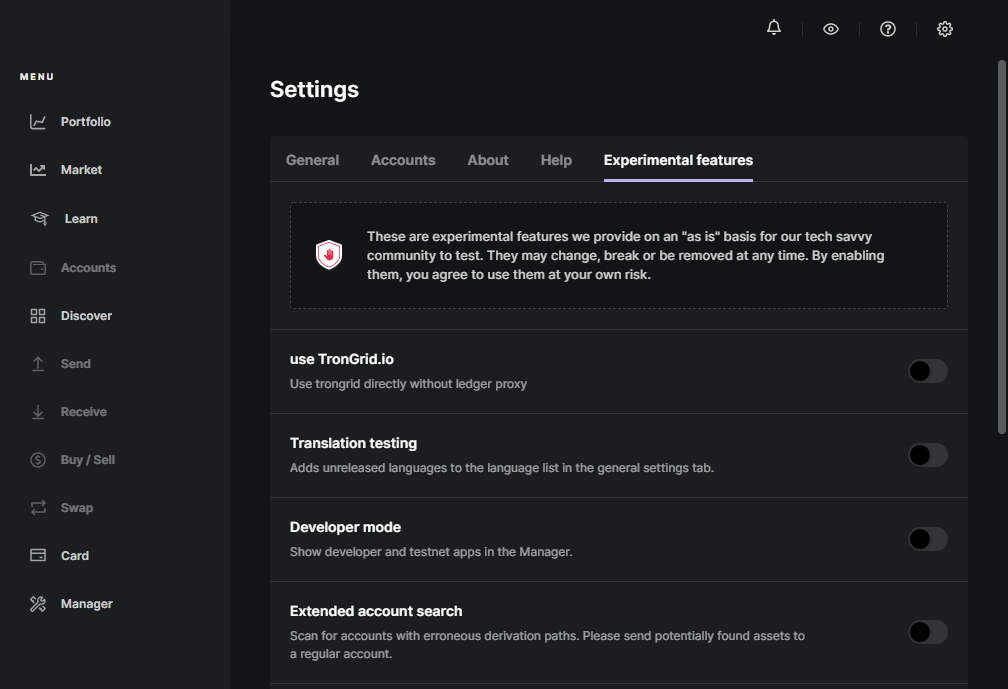 MENU
Portfolio
Market
Learn
Accounts
Discover
Send
Receive
Buy / Sell
Swap
Card
Manager
Settings
General Accounts About Help Experimental features
These are experimental features we provide on an "as is" basis for our tech savvy
community to test. They may change, break or be removed at any time. By enabling
them, you agree to use them at your own risk.
use TronGrid.io
Use trongrid directly without ledger proxy
Translation testing
Adds unreleased languages to the language list in the general settings tab.
Developer mode
Show developer and testnet apps in the Manager.
Extended account search
Scan for accounts with erroneous derivation paths. Please send potentially found assets to
a regular account.